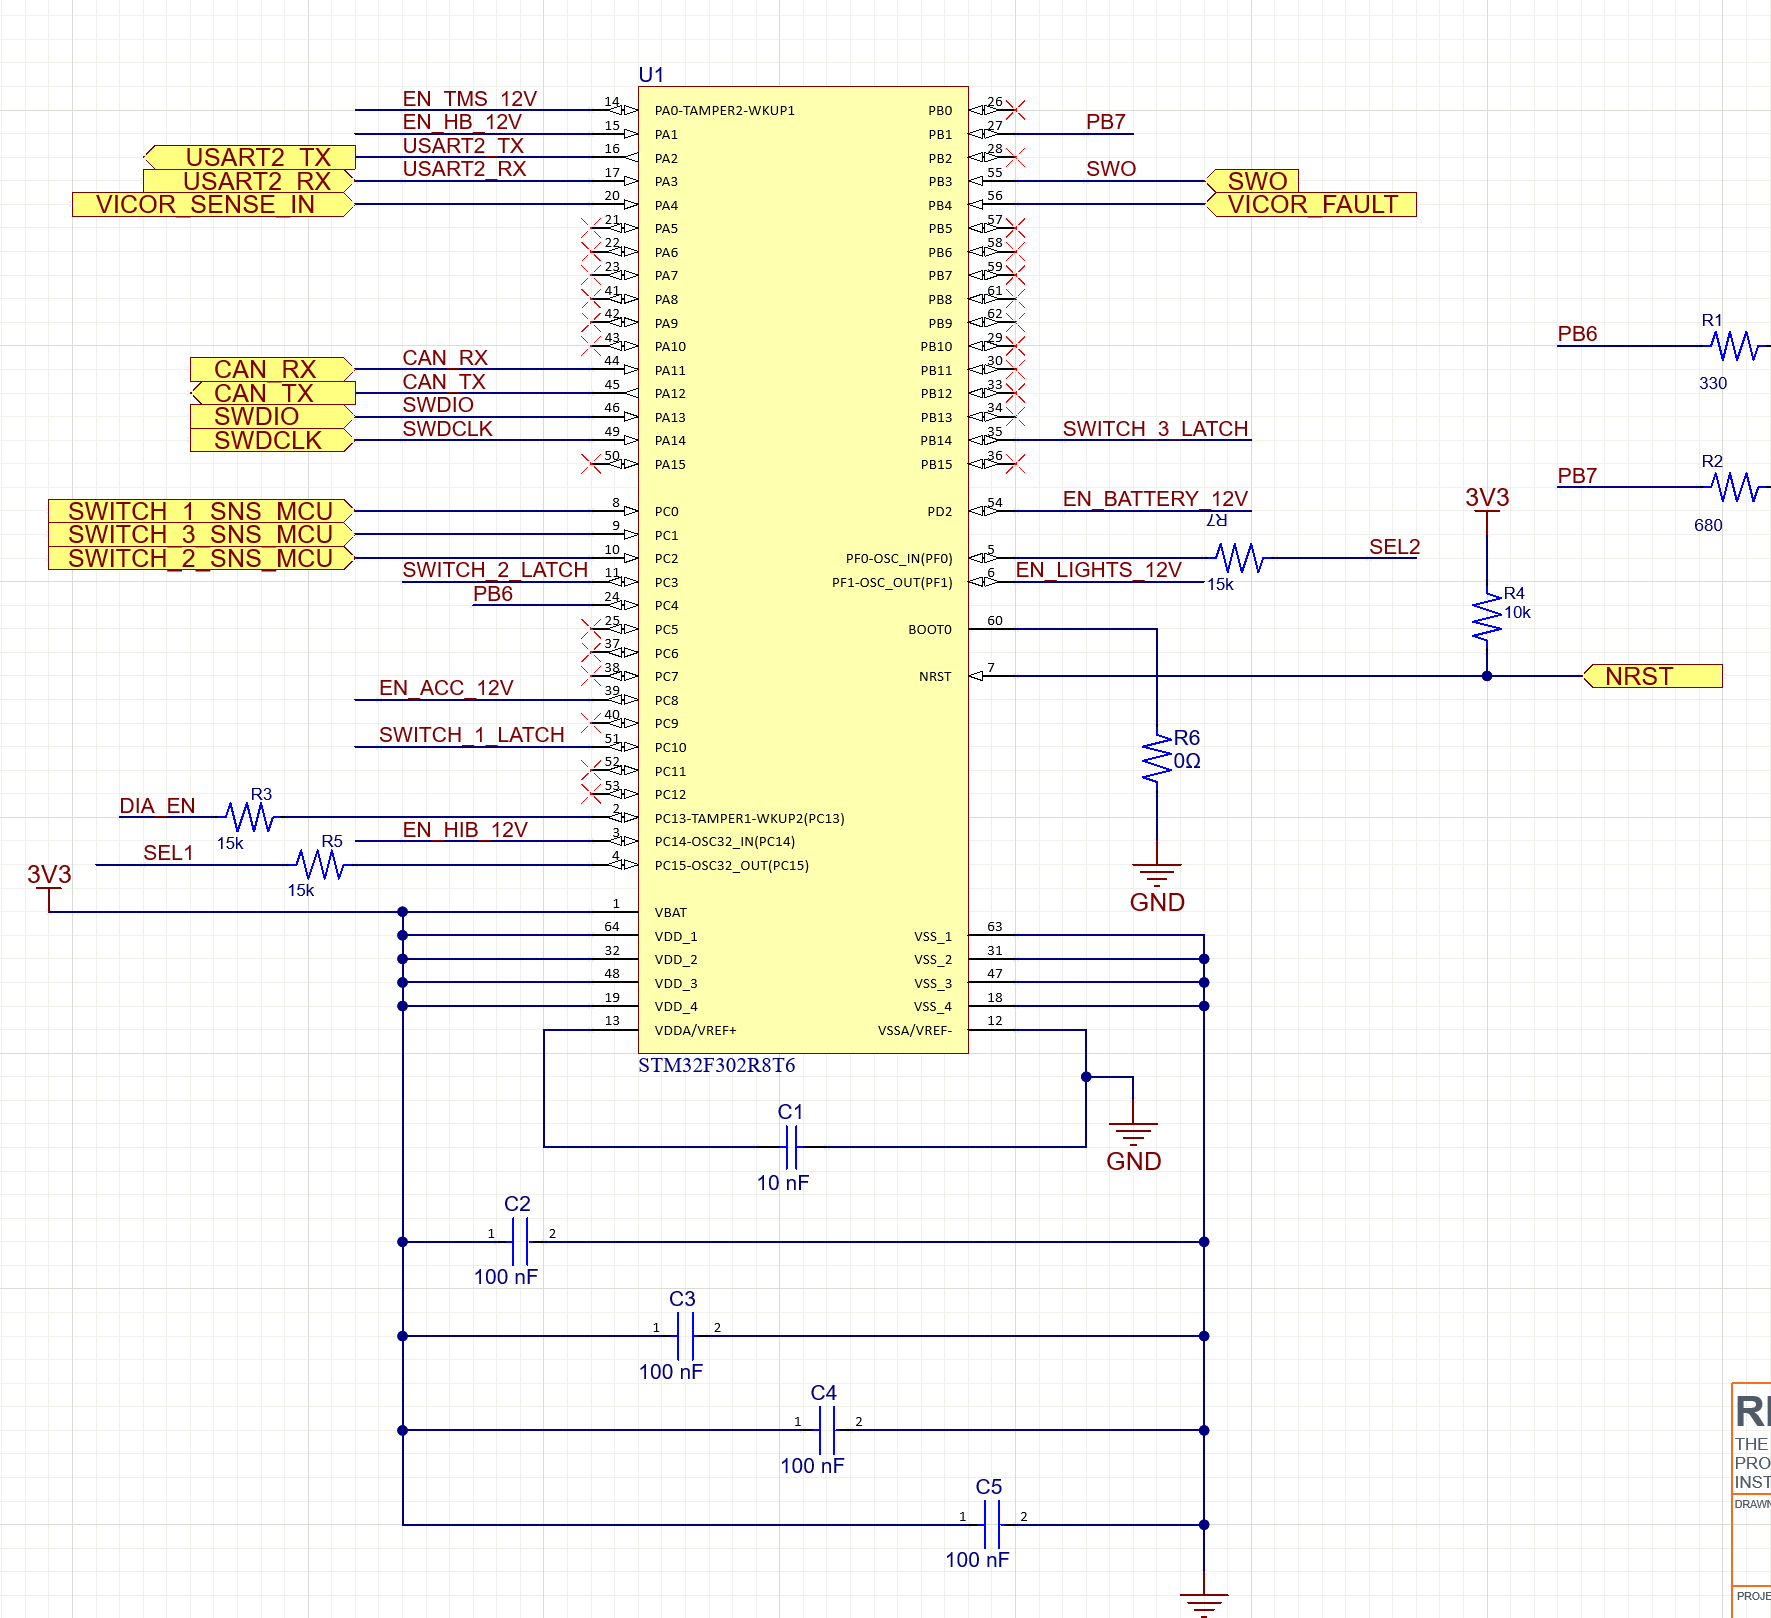 U1
EN_TMS_12V 14 PA0-TAMPER2-WKUP1 PB0 26
EN_HB_12V 15 PA1 PB1 27 PB7
USART2_TX USART2_TX 16 PA2 PB2 28
USART2_RX USART2_RX 17 PA3 PB3 55 SWO SWO
VICOR_SENSE_IN 20 PA4 PB4 56 VICOR_FAULT
21 PA5 PB5 57
22 PA6 PB6 58
23 PA7 PB7 59
41 PA8 PB8 61
42 PA9 PB9 62
43 PA10 PB10 29
CAN_RX CAN_RX 44 PA11 PB11 30
CAN_TX CAN_TX 45 PA12 PB12 33
SWDIO SWDIO 46 PA13 PB13 34
SWDCLK SWDCLK 49 PA14 PB14 35 SWITCH_3_LATCH
50 PA15 PB15 36
SWITCH_1_SNS_MCU 8 PC0 PD2 54 EN_BATTERY_12V
SWITCH_3_SNS_MCU 9 PC1
R7
SWITCH_2_SNS_MCU 10 PC2 PF0-OSC_IN(PF0) 5 SEL2
SWITCH_2_LATCH 11 PC3 PF1-OSC_OUT(PF1) 6 EN_LIGHTS_12V 15k
PB6 24 PC4
25 PC5 BOOT0 60
37 PC6
38 PC7 NRST 7 NRST
EN_ACC_12V 39 PC8
40 PC9
SWITCH_1_LATCH 51 PC10
52 PC11
53 PC12
DIA_EN R3 15k 2 PC13-TAMPER1-WKUP2(PC13)
EN_HIB_12V 3 PC14-OSC32_IN(PC14)
SEL1 R5 15k 4 PC15-OSC32_OUT(PC15)
3V3
1 VBAT
64 VDD_1 VSS_1 63
32 VDD_2 VSS_2 31
48 VDD_3 VSS_3 47
19 VDD_4 VSS_4 18
13 VDDA/VREF+ VSSA/VREF- 12
STM32F302R8T6
PB6 R1
330
PB7 R2
680
3V3
R4
10k
R6
0Ω
GND
C1
10 nF
GND
C2
1 2
100 nF
C3
1 2
100 nF
C4
1 2
100 nF
C5
1 2
100 nF
THE